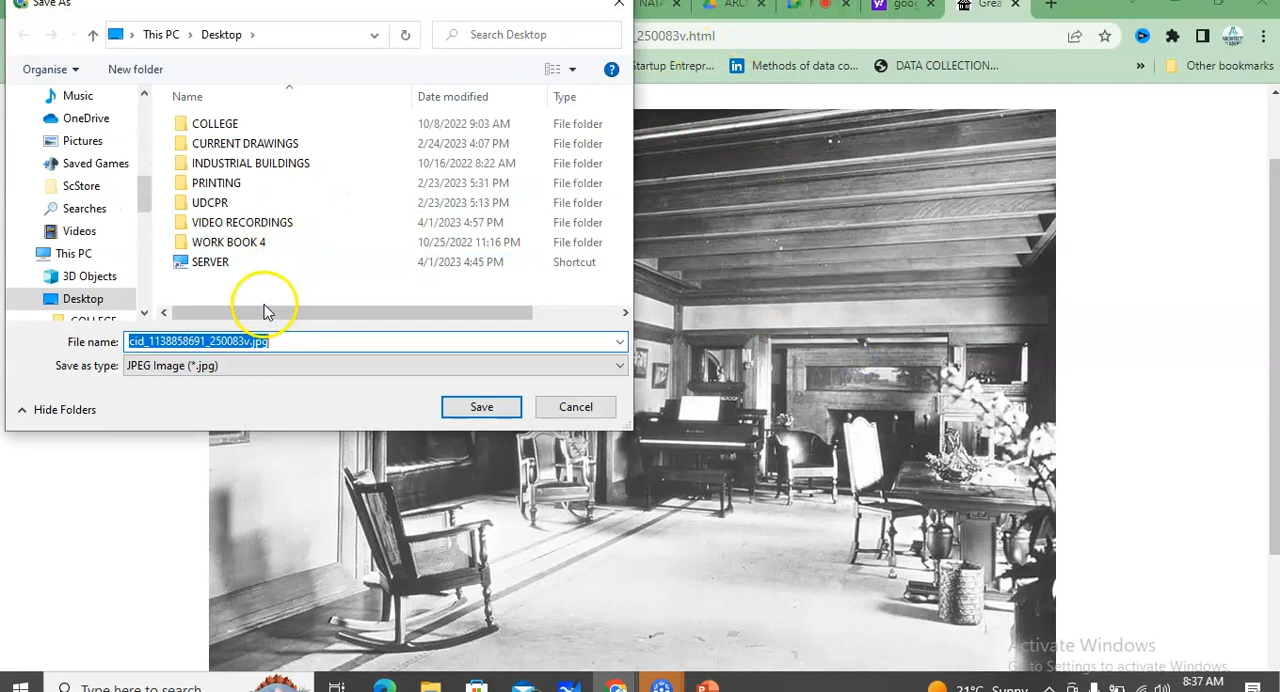 Save As
NATA
ARC
goog
Grea
This PC
Desktop
Search Desktop
_250083v.html
Organise
New folder
Startup Entrepr...
Methods of data co...
DATA COLLECTION...
»
Other bookmarks
Music
OneDrive
Pictures
Saved Games
ScStore
Searches
Videos
This PC
3D Objects
Desktop
COLLEGE
Name
Date modified
Type
COLLEGE 10/8/2022 9:03 AM File folder
CURRENT DRAWINGS 2/24/2023 4:07 PM File folder
INDUSTRIAL BUILDINGS 10/16/2022 8:22 AM File folder
PRINTING 2/23/2023 5:31 PM File folder
UDCPR 2/23/2023 5:13 PM File folder
VIDEO RECORDINGS 4/1/2023 4:57 PM File folder
WORK BOOK 4 10/25/2022 11:16 PM File folder
SERVER 4/1/2023 4:45 PM Shortcut
File name: cid_1138858691_250083v.jpg
Save as type: JPEG Image (*.jpg)
Hide Folders
Save
Cancel
Activate Windows
Go to Settings to activate Windows.
Type here to search
21°C Sunny
8:37 AM